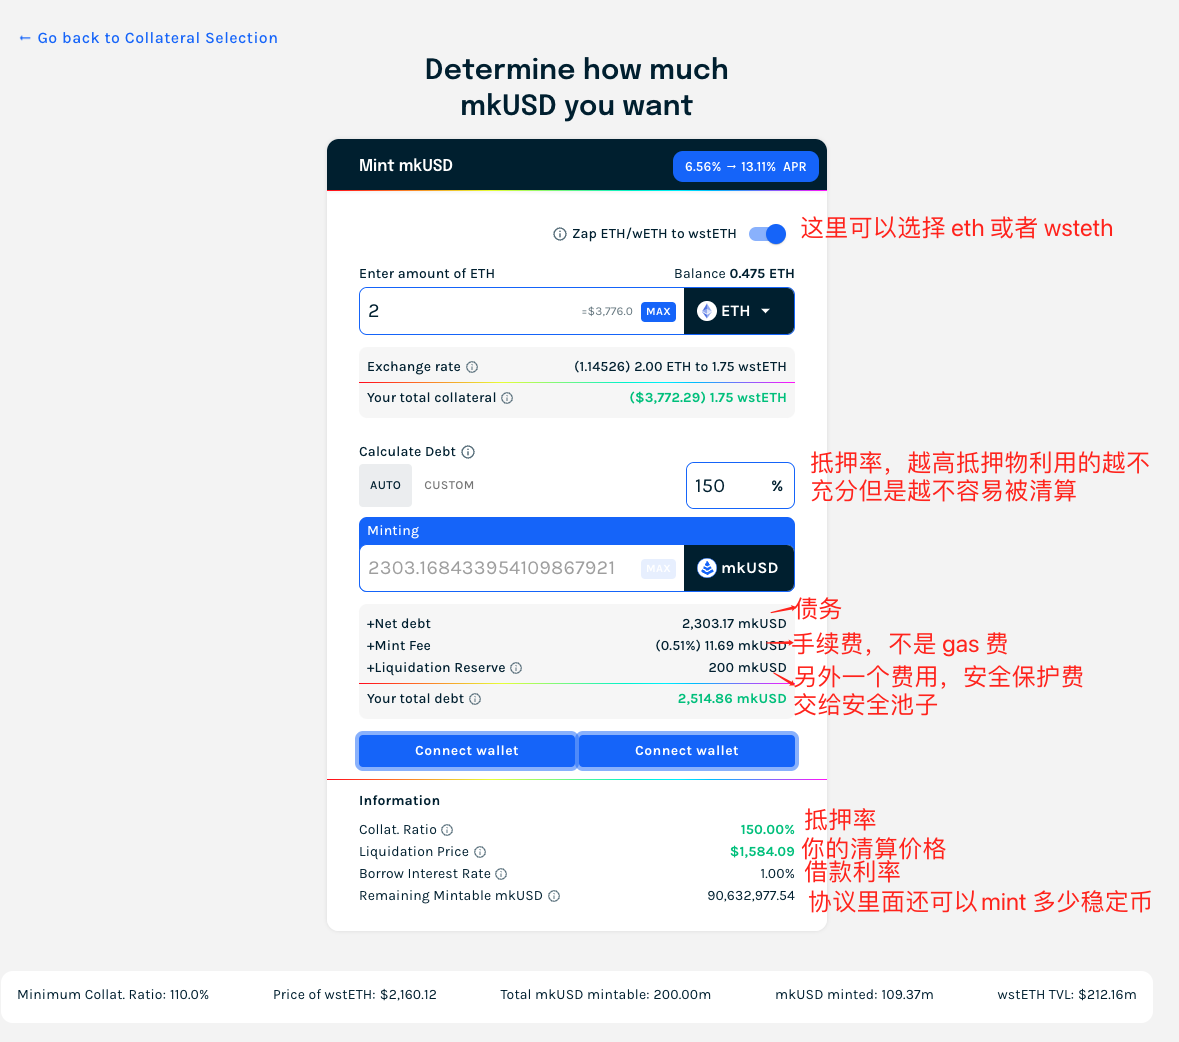 ← Go back to Collateral Selection
Determine how much
mkUSD you want
Mint mkUSD
6.56% → 13.11% APR
Zap ETH/wETH to wstETH
这里可以选择 eth 或者 wsteth
Enter amount of ETH
Balance 0.475 ETH
2
≈$3,776.0
MAX
ETH
Exchange rate
(1.14526) 2.00 ETH to 1.75 wstETH
Your total collateral
($3,772.29) 1.75 wstETH
Calculate Debt
AUTO
CUSTOM
150
%
抵押率，越高抵押物利用的越不
充分但是越不容易被清算
Minting
2303.168433954109867921
MAX
mkUSD
+Net debt
2,303.17 mkUSD
债务
+Mint Fee
(0.51%) 11.69 mkUSD
手续费，不是 gas 费
+Liquidation Reserve
200 mkUSD
另外一个费用，安全保护费
交给安全池子
Your total debt
2,514.86 mkUSD
Connect wallet
Connect wallet
Information
Collat. Ratio
150.00%
抵押率
Liquidation Price
$1,584.09
你的清算价格
Borrow Interest Rate
1.00%
借款利率
Remaining Mintable mkUSD
90,632,977.54
协议里面还可以mint 多少稳定币
Minimum Collat. Ratio: 110.0%
Price of wstETH: $2,160.12
Total mkUSD mintable: 200.00m
mkUSD minted: 109.37m
wstETH TVL: $212.16m